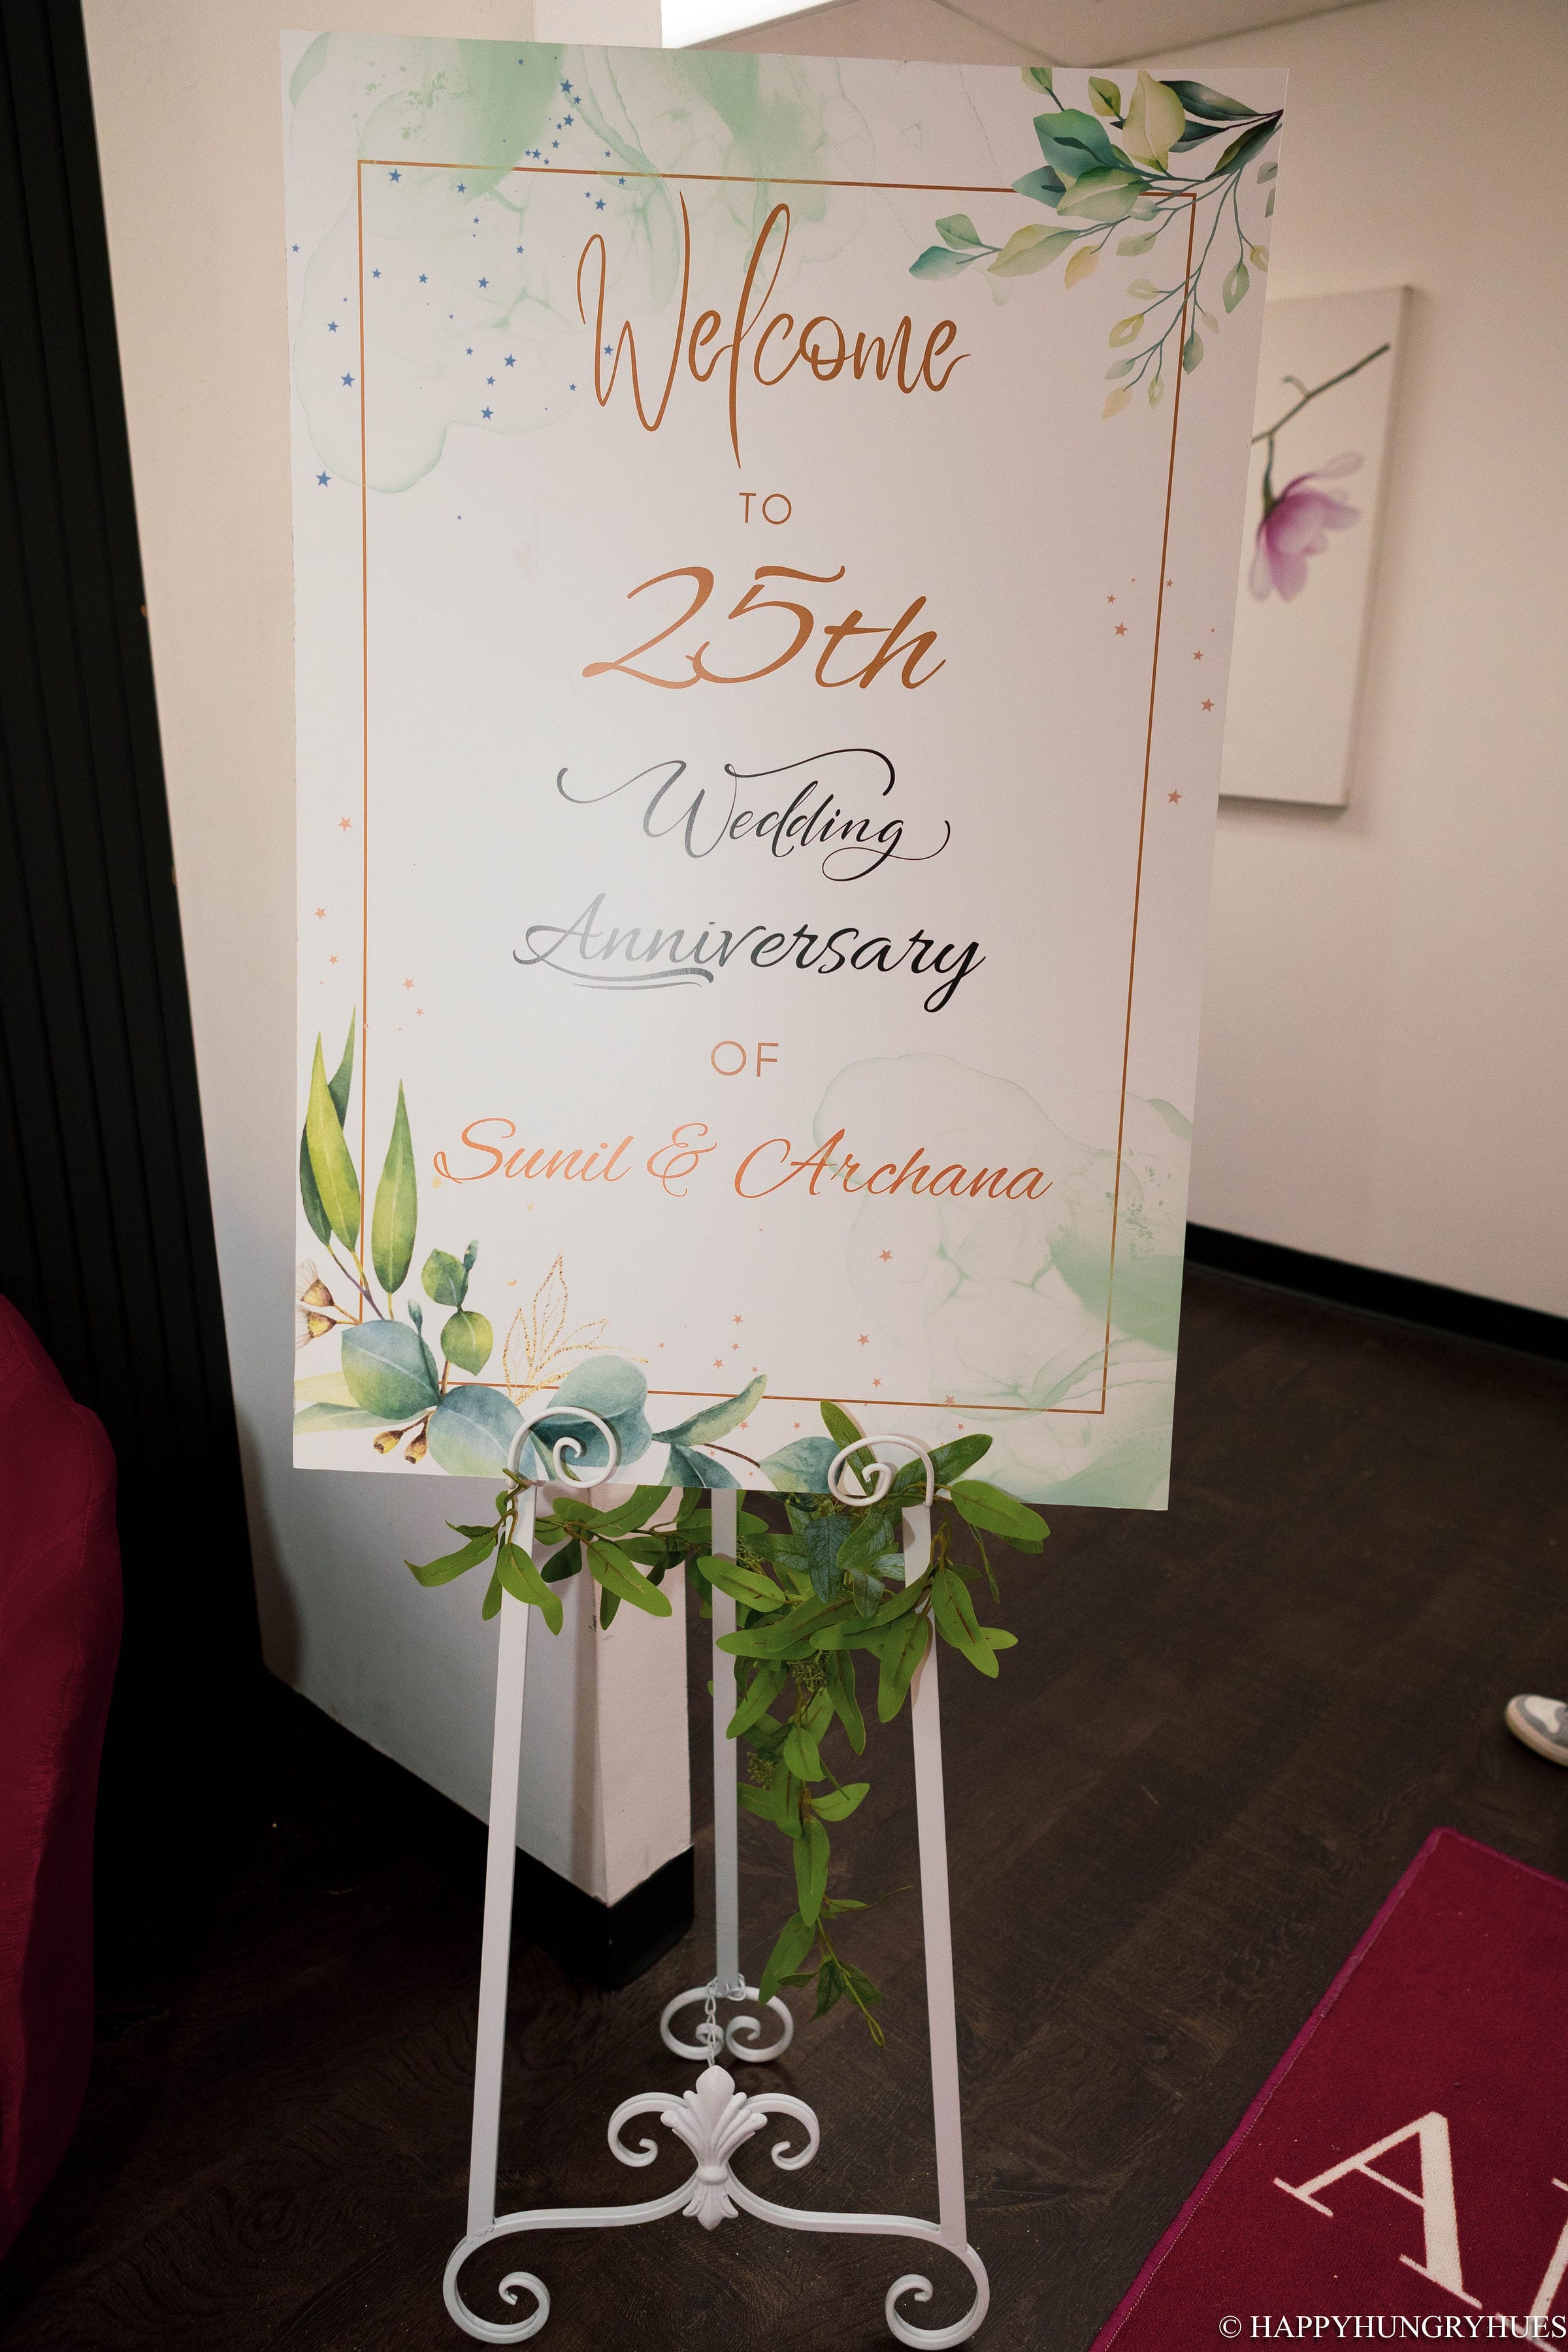 Welcome
TO
25th
Wedding
Anniversary
OF
Sunil & Archana
A
© HAPPYHUNGRYHUES